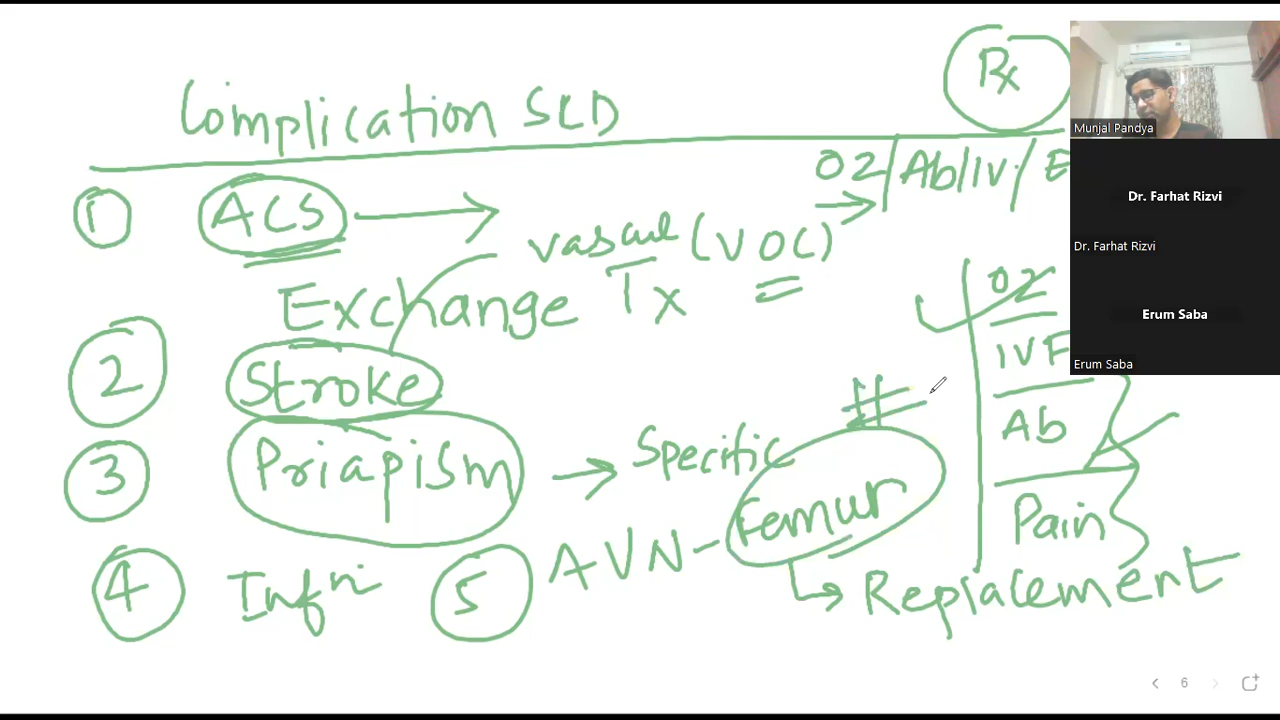 Rx
Complication SCD
O2/Ab/IV/E
① ACS →
vascul (VOC) →
Exchange Tx
O2
IVF
② Stroke
Ab
③ Priapism → Specific
Pain
④ Infn
⑤ AVN - Femur
↳ Replacement
Munjal Pandya
Dr. Farhat Rizvi
Dr. Farhat Rizvi
Erum Saba
Erum Saba
6